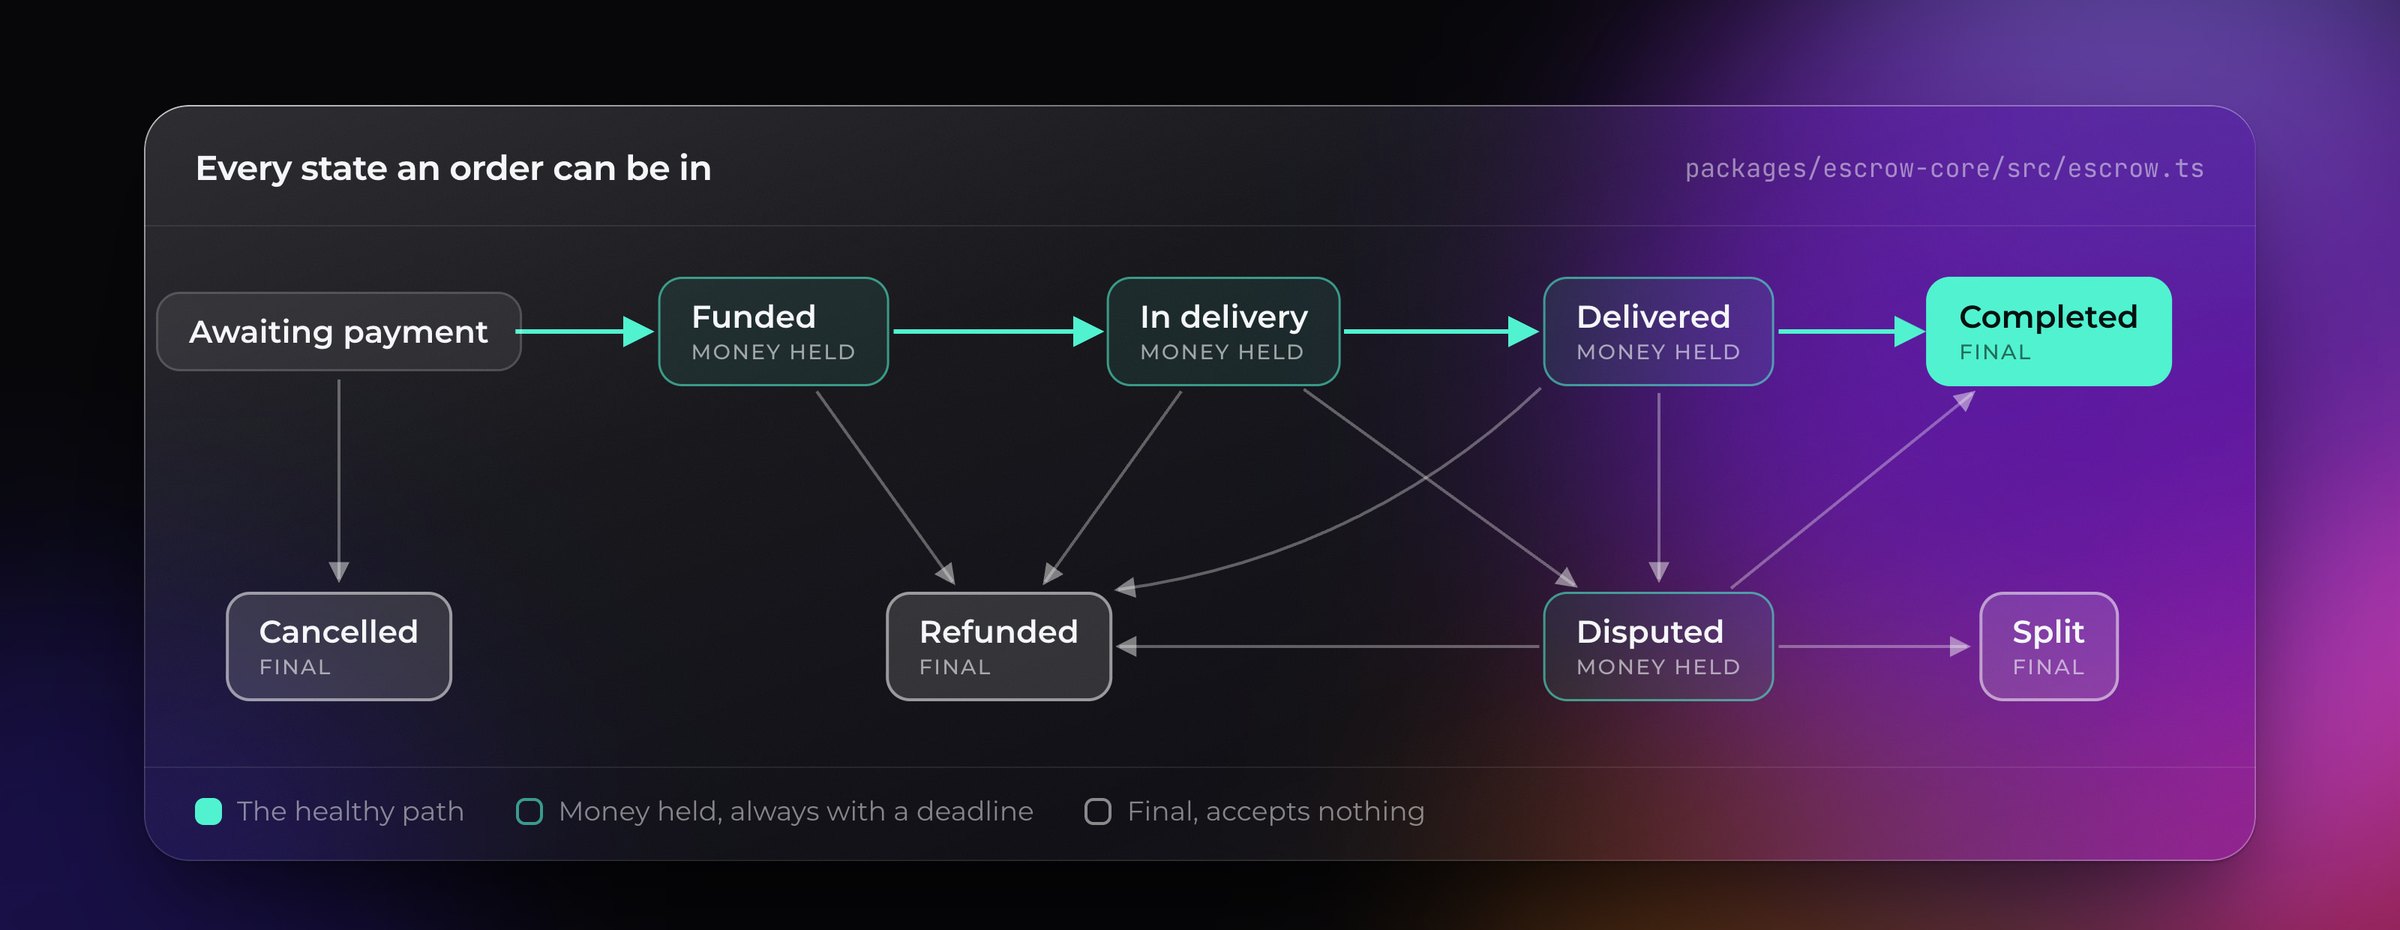 Every state an order can be in
packages/escrow-core/src/escrow.ts
Awaiting payment
Funded
MONEY HELD
In delivery
MONEY HELD
Delivered
MONEY HELD
Completed
FINAL
Cancelled
FINAL
Refunded
FINAL
Disputed
MONEY HELD
Split
FINAL
The healthy path
Money held, always with a deadline
Final, accepts nothing